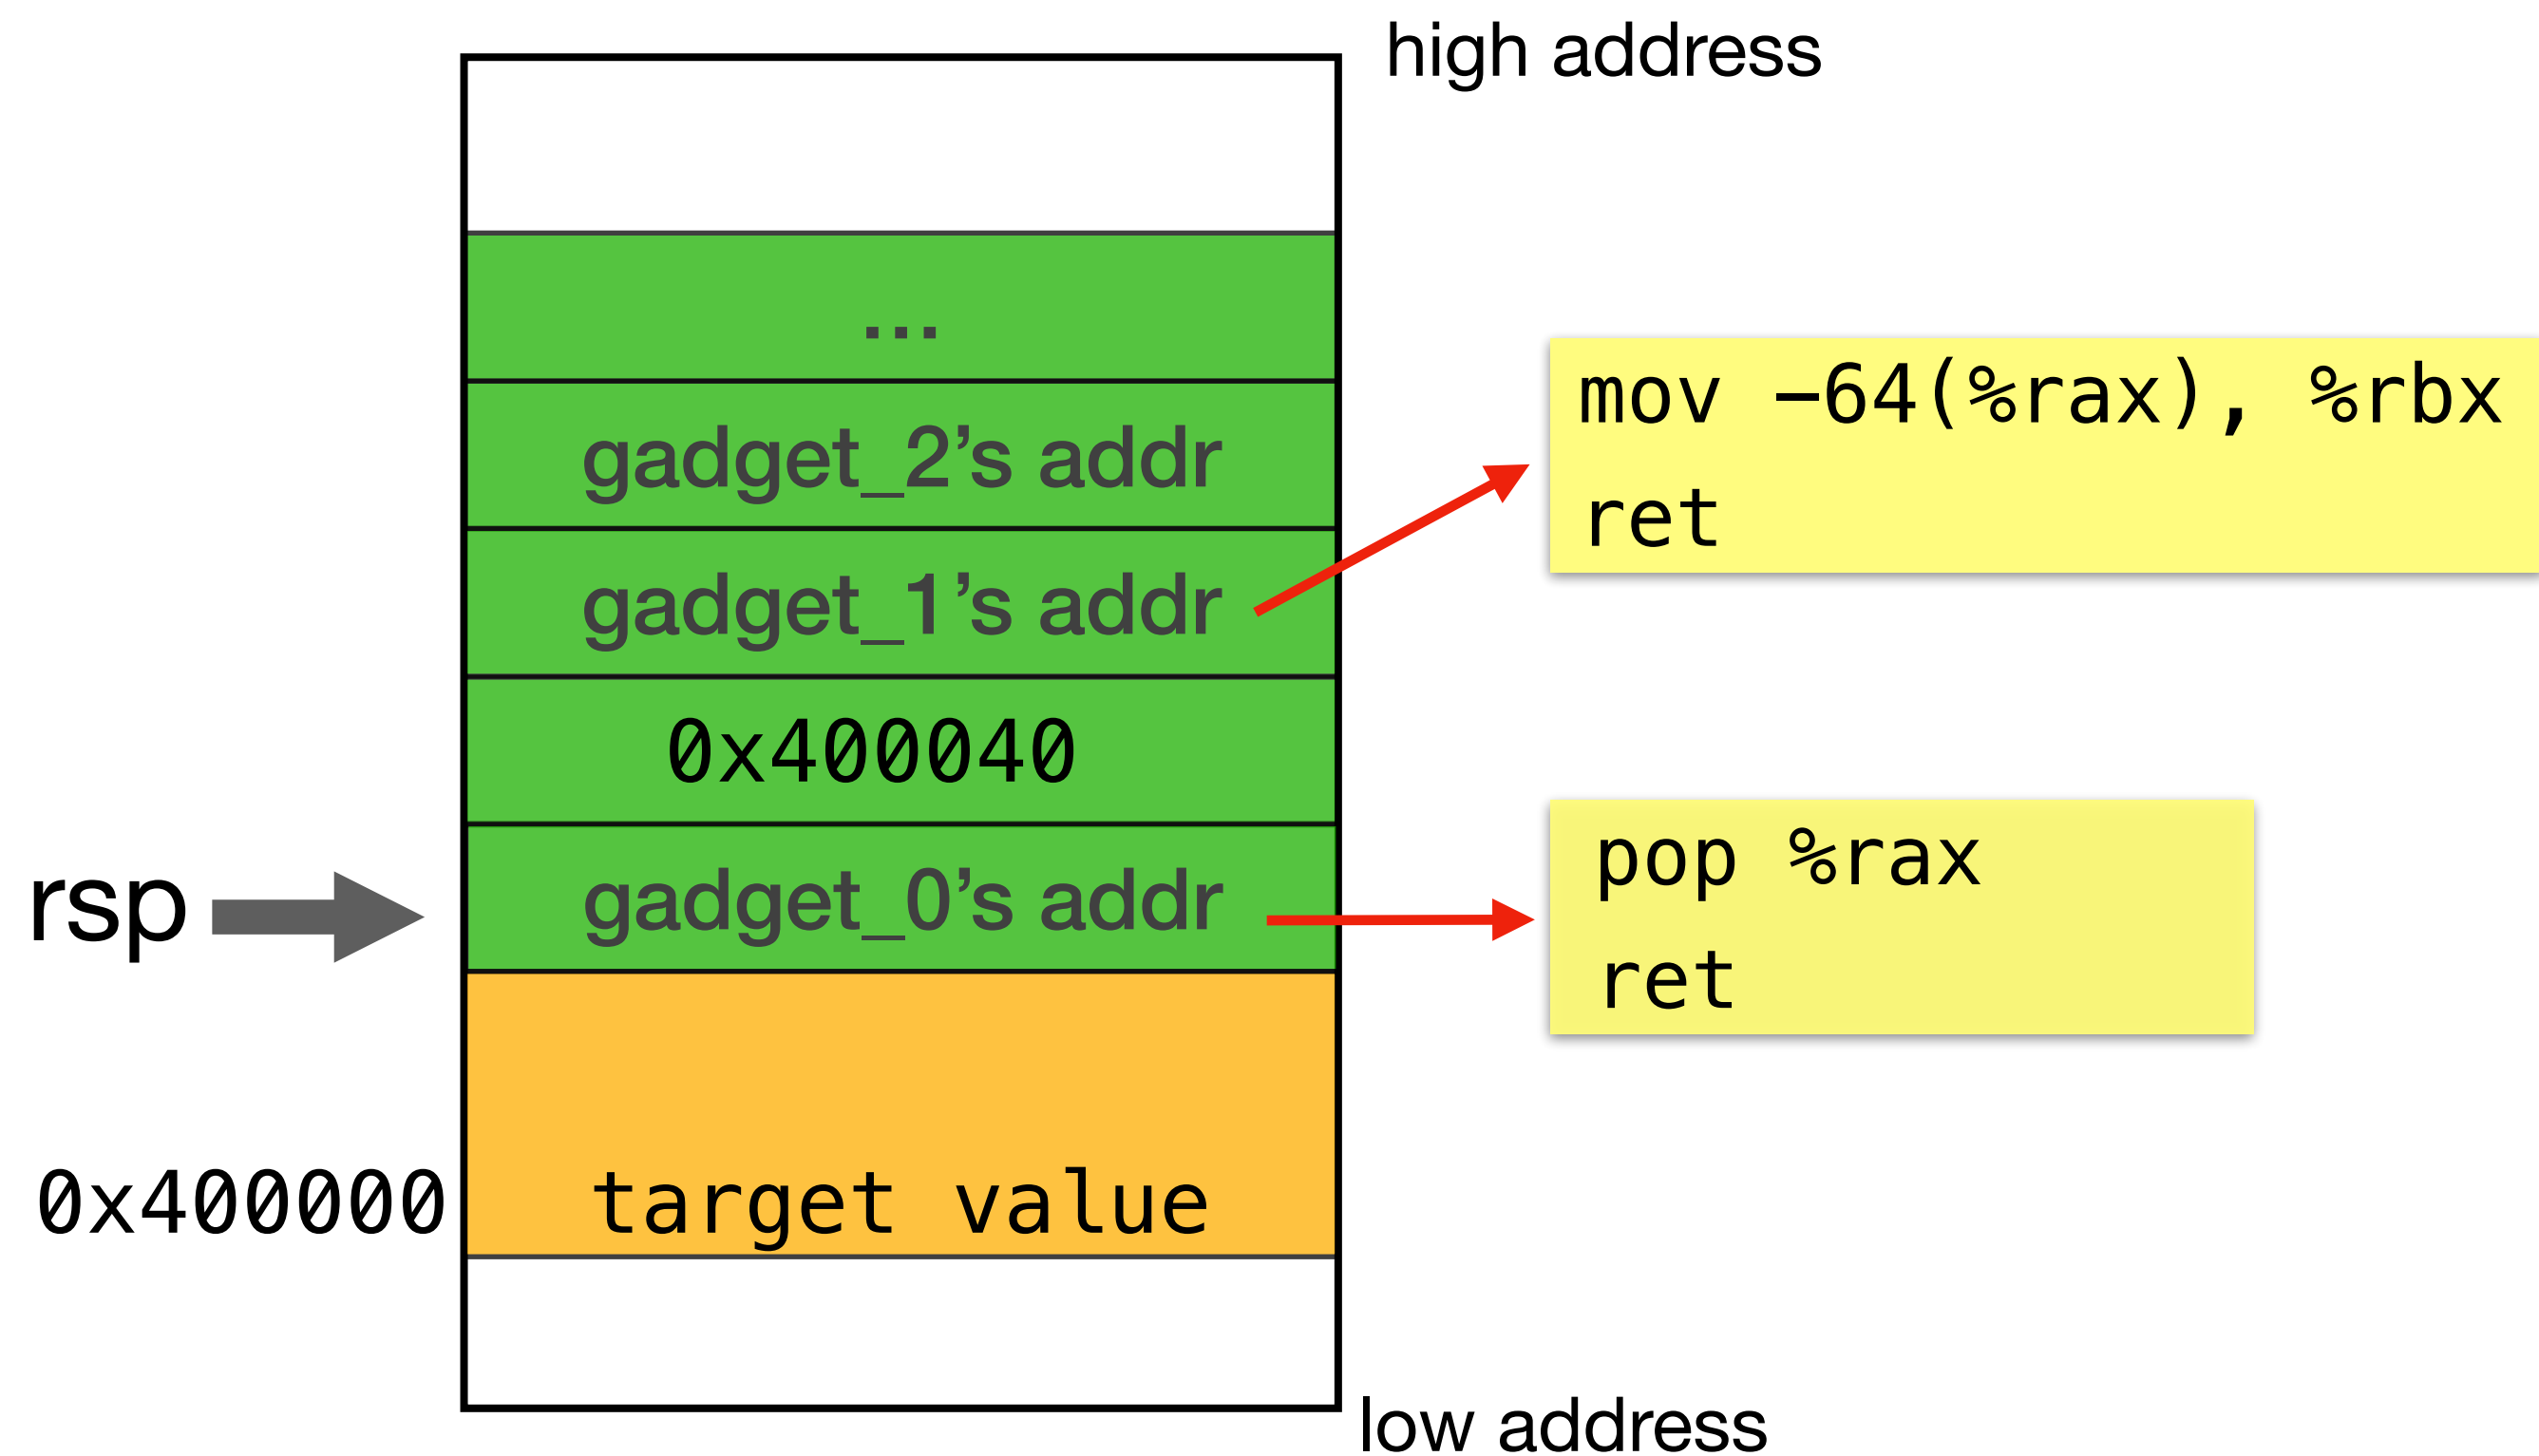 high address
...
gadget_2’s addr
gadget_1’s addr
0x400040
gadget_0’s addr
rsp
0x400000
target value
low address
mov -64(%rax), %rbx
ret
pop %rax
ret